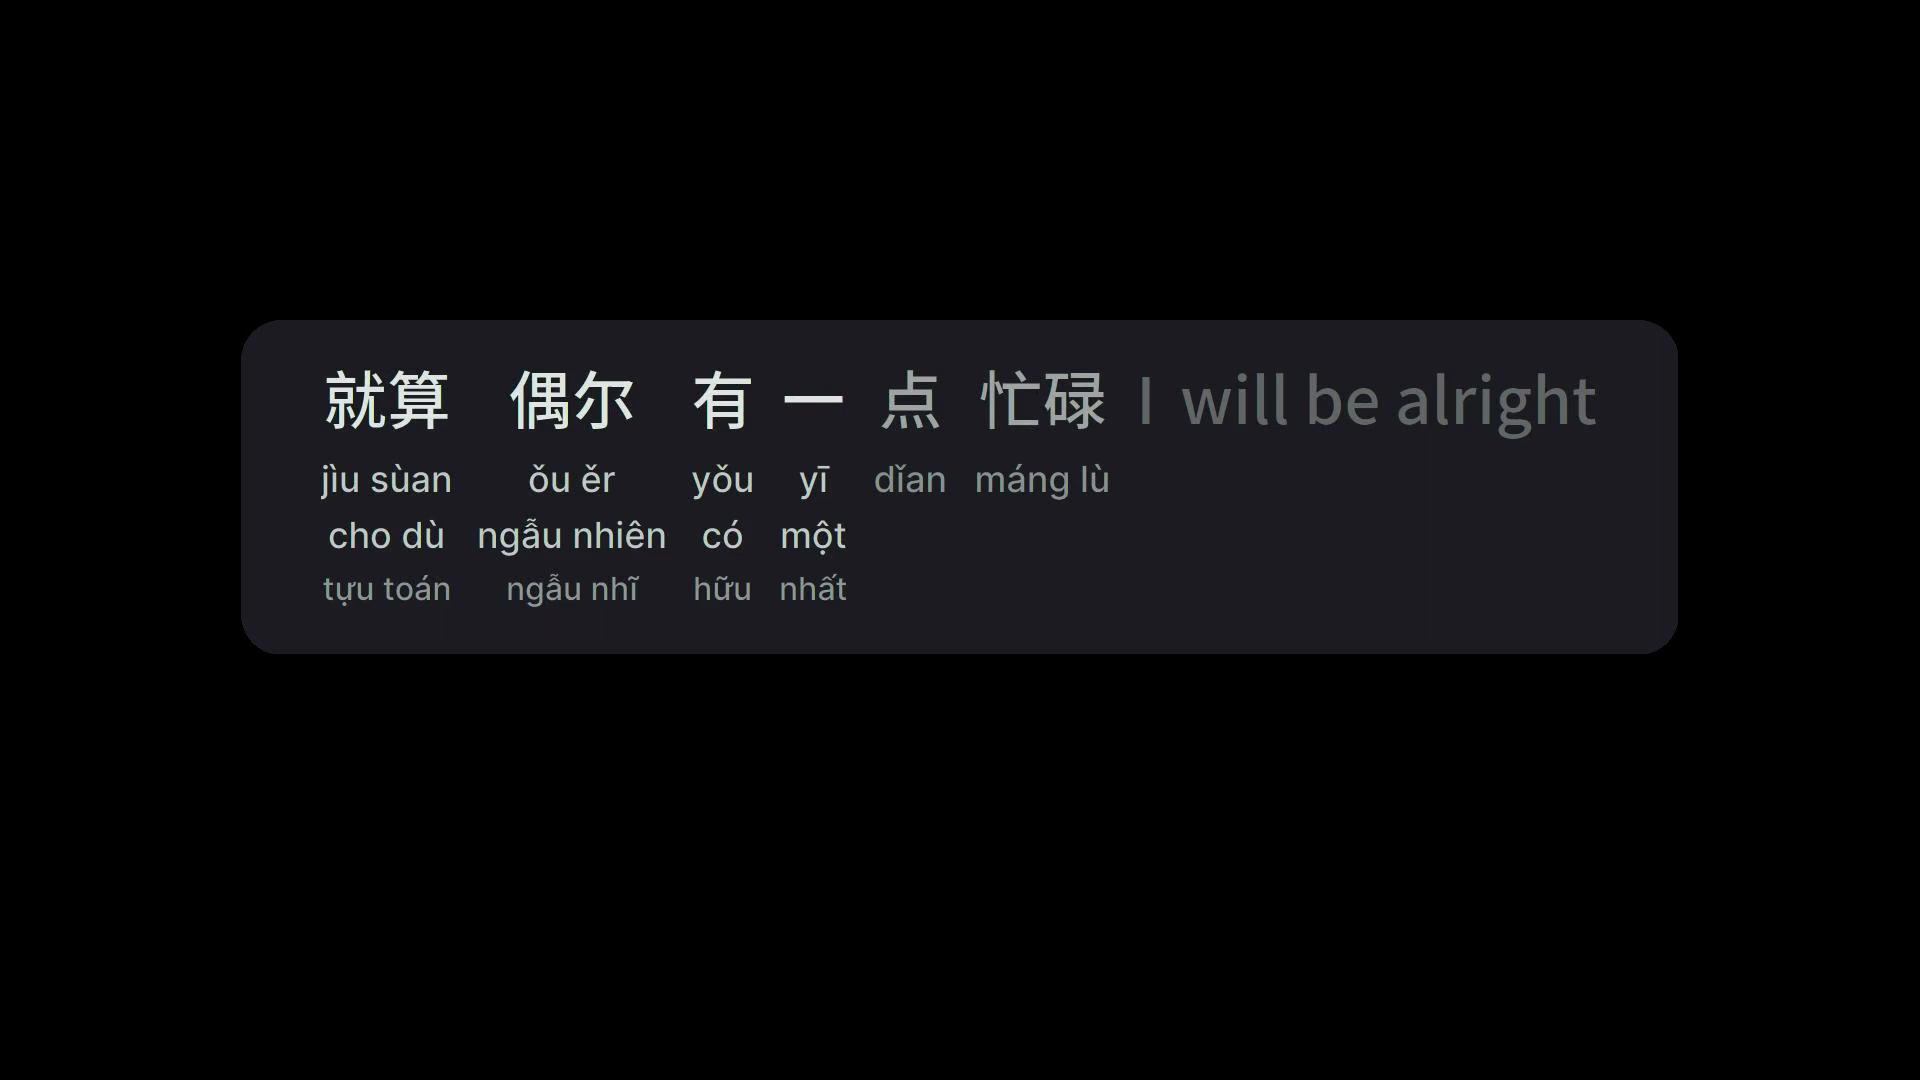 就算 偶尔 有 一 点 忙碌 I will be alright
jìu sùan ǒu ěr yǒu yī dǐan máng lù
cho dù ngẫu nhiên có một
tựu toán ngẫu nhĩ hữu nhất